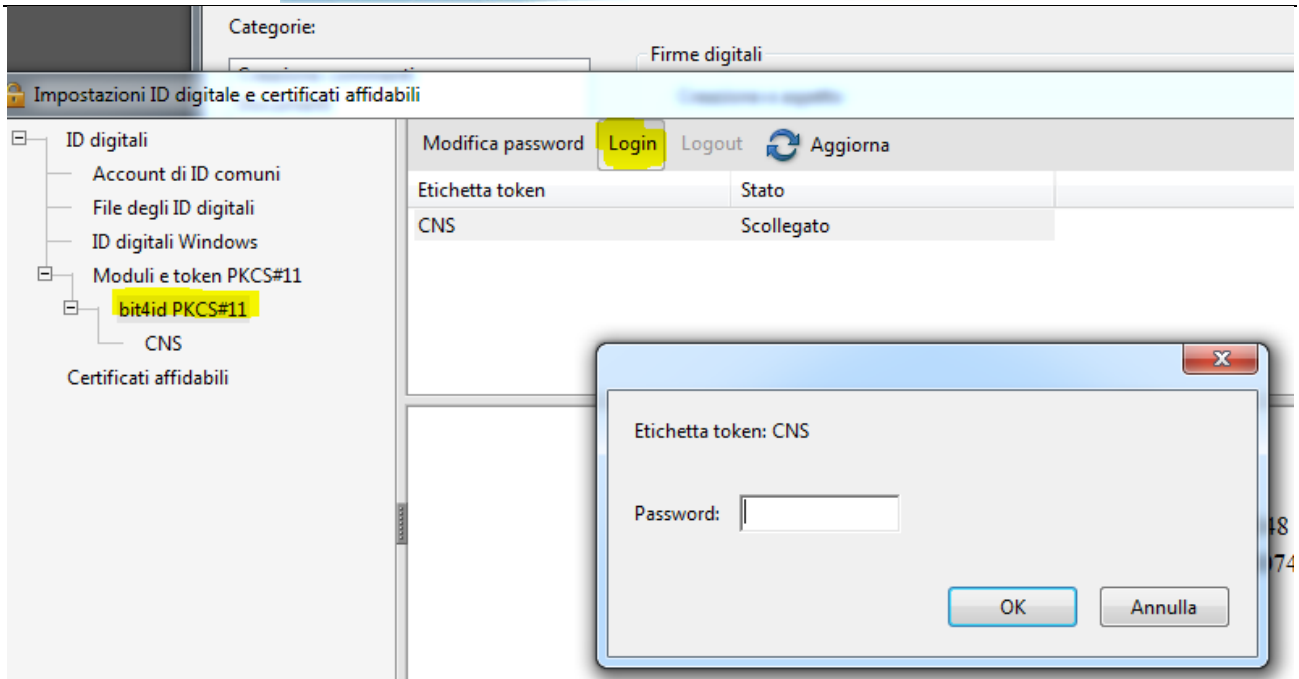 Categorie:
Firme digitali
Impostazioni ID digitale e certificati affidabili
ID digitali
Account di ID comuni
File degli ID digitali
ID digitali Windows
Moduli e token PKCS#11
bit4id PKCS#11
CNS
Certificati affidabili
Modifica password Login Logout Aggiorna
Etichetta token Stato
CNS Scollegato
Etichetta token: CNS
Password:
OK Annulla
48
074